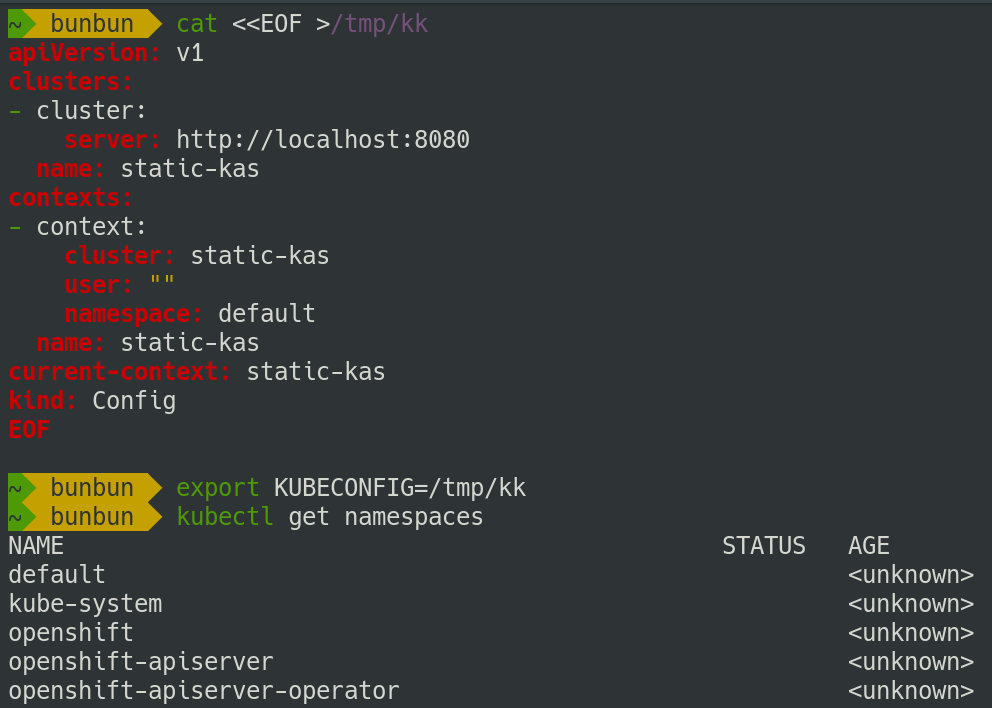 ~ bunbun cat <<EOF >/tmp/kk
apiVersion: v1
clusters:
- cluster:
    server: http://localhost:8080
  name: static-kas
contexts:
- context:
    cluster: static-kas
    user: ""
    namespace: default
  name: static-kas
current-context: static-kas
kind: Config
EOF
~ bunbun export KUBECONFIG=/tmp/kk
~ bunbun kubectl get namespaces
NAME STATUS AGE
default <unknown>
kube-system <unknown>
openshift <unknown>
openshift-apiserver <unknown>
openshift-apiserver-operator <unknown>